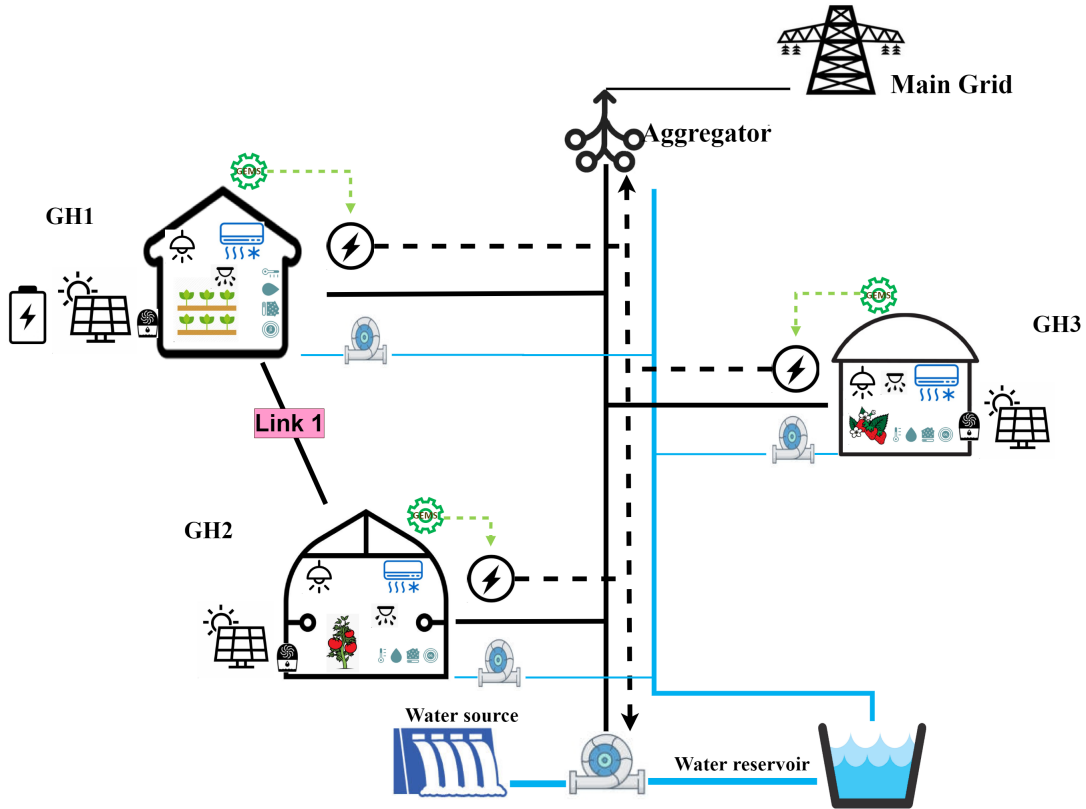 Main Grid
Aggregator
GEMS
GH1
GEMS
GH3
Link 1
GEMS
GH2
Water source
Water reservoir